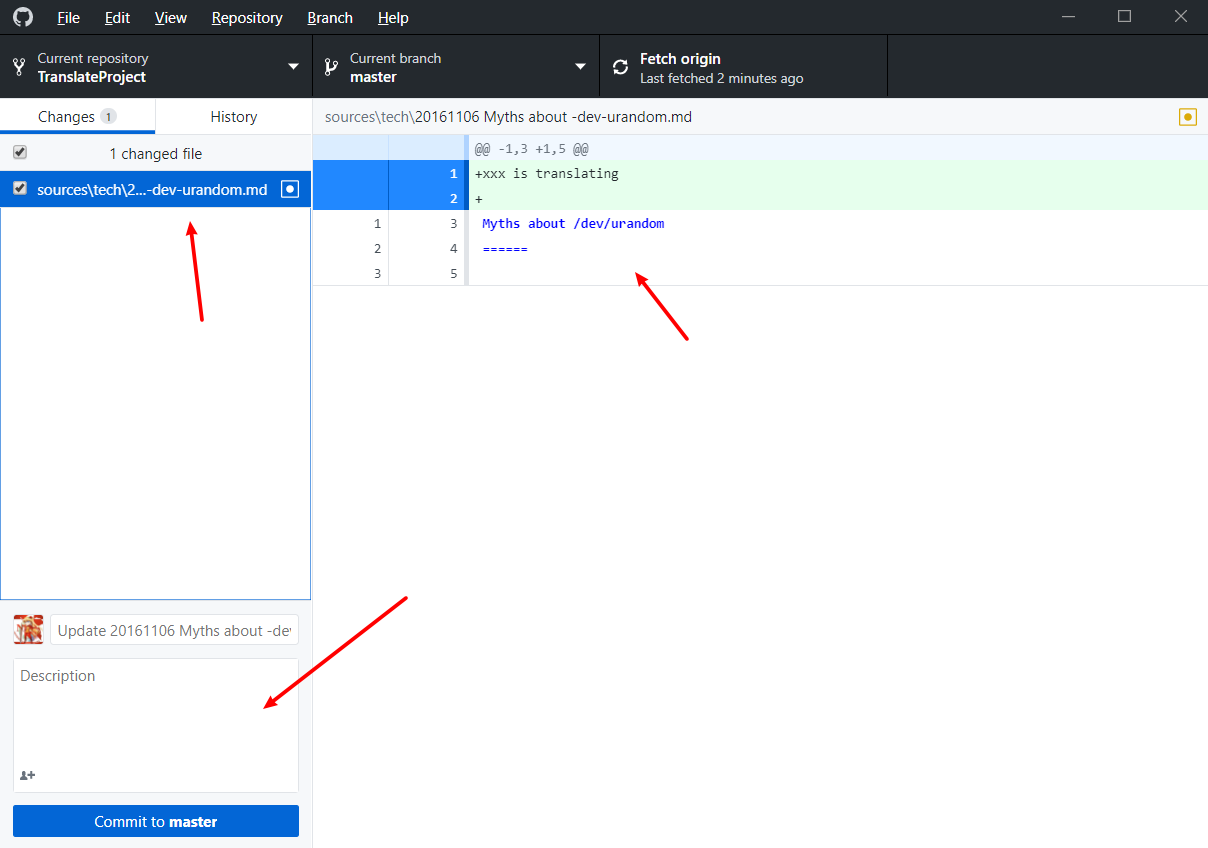 File Edit View Repository Branch Help
Current repository
TranslateProject
Current branch
master
Fetch origin
Last fetched 2 minutes ago
Changes 1
History
sources\tech\20161106 Myths about -dev-urandom.md
1 changed file
sources\tech\2...-dev-urandom.md
@@ -1,3 +1,5 @@
1 +xxx is translating
2 +
1 3 Myths about /dev/urandom
2 4 ======
3 5
Update 20161106 Myths about -dev
Description
Commit to master